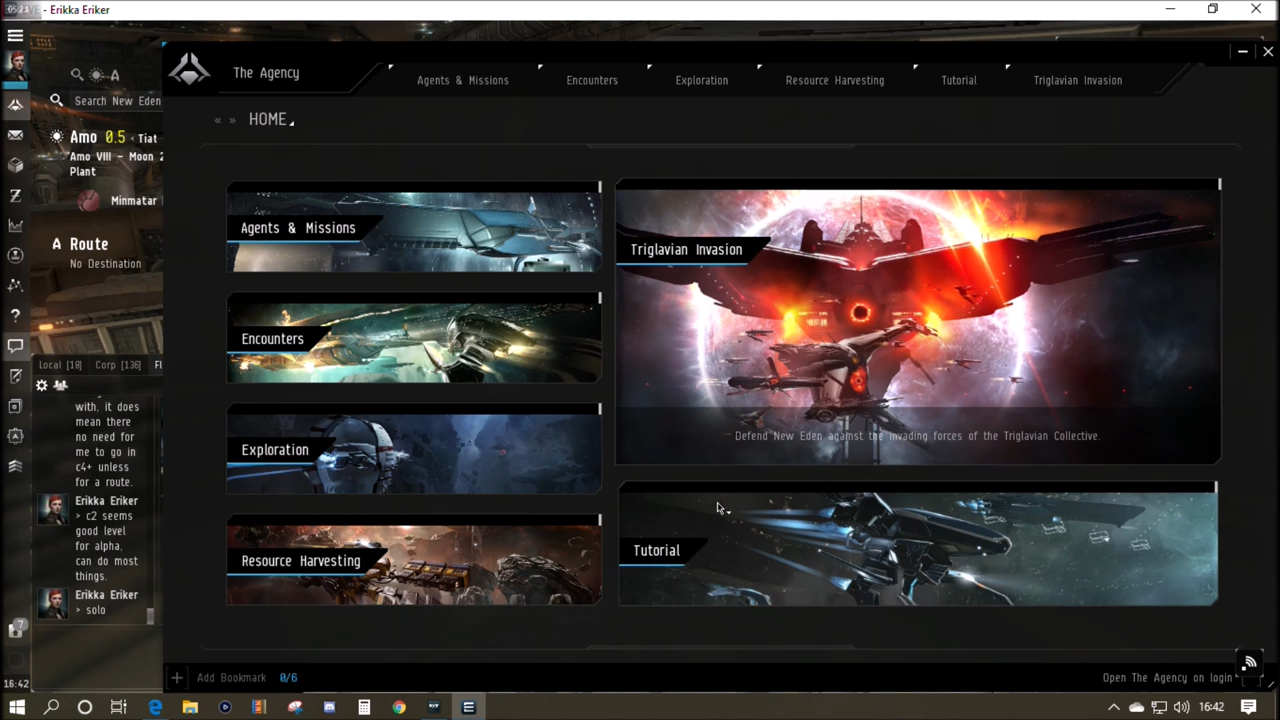 - Erikka Eriker
The Agency
Agents & Missions
Encounters
Exploration
Resource Harvesting
Tutorial
Triglavian Invasion
A
Search New Eden
Amo 0.5 < Tiat
Amo VIII - Moon 2
Plant
Minmatar
« » HOME
A Route
No Destination
Agents & Missions
Encounters
Exploration
Resource Harvesting
Triglavian Invasion
Defend New Eden against the invading forces of the Triglavian Collective.
Tutorial
Local [18] Corp [136] Fl
with, it does
mean there
no need for
me to go in
c4+ unless
for a route.
Erikka Eriker
> c2 seems
good level
for alpha,
can do most
things.
Erikka Eriker
> solo
7
16:42
+ Add Bookmark 0/6
Open The Agency on login
16:42